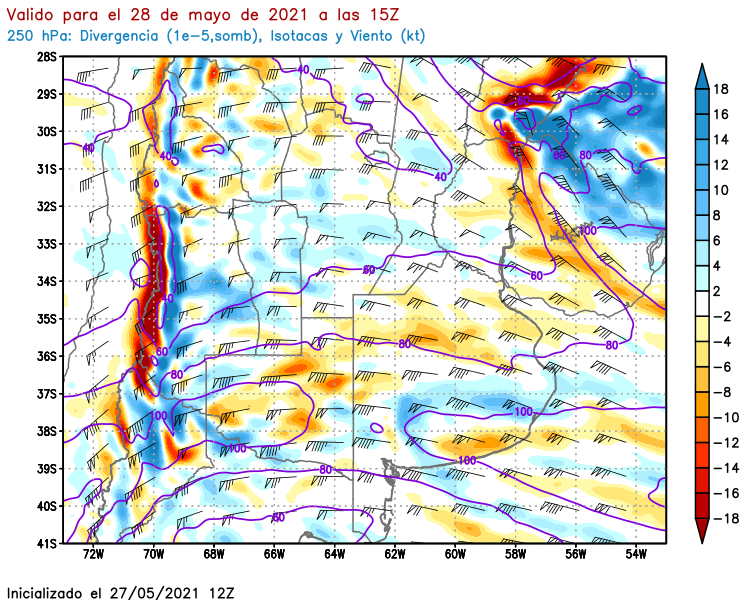 Valido para el 28 de mayo de 2021 a las 15Z
250 hPa: Divergencia (1e−5,somb), Isotacas y Viento (kt)
28S
29S
30S
31S
32S
33S
34S
35S
36S
37S
38S
39S
40S
41S
72W 70W 68W 66W 64W 62W 60W 58W 56W 54W
40
40
40
40
60
60
80
100
60
60
80
80
80
60
80
100
100
100
100
80
60
18
16
14
12
10
8
6
4
2
−2
−4
−6
−8
−10
−12
−14
−16
−18
Inicializado el 27/05/2021 12Z